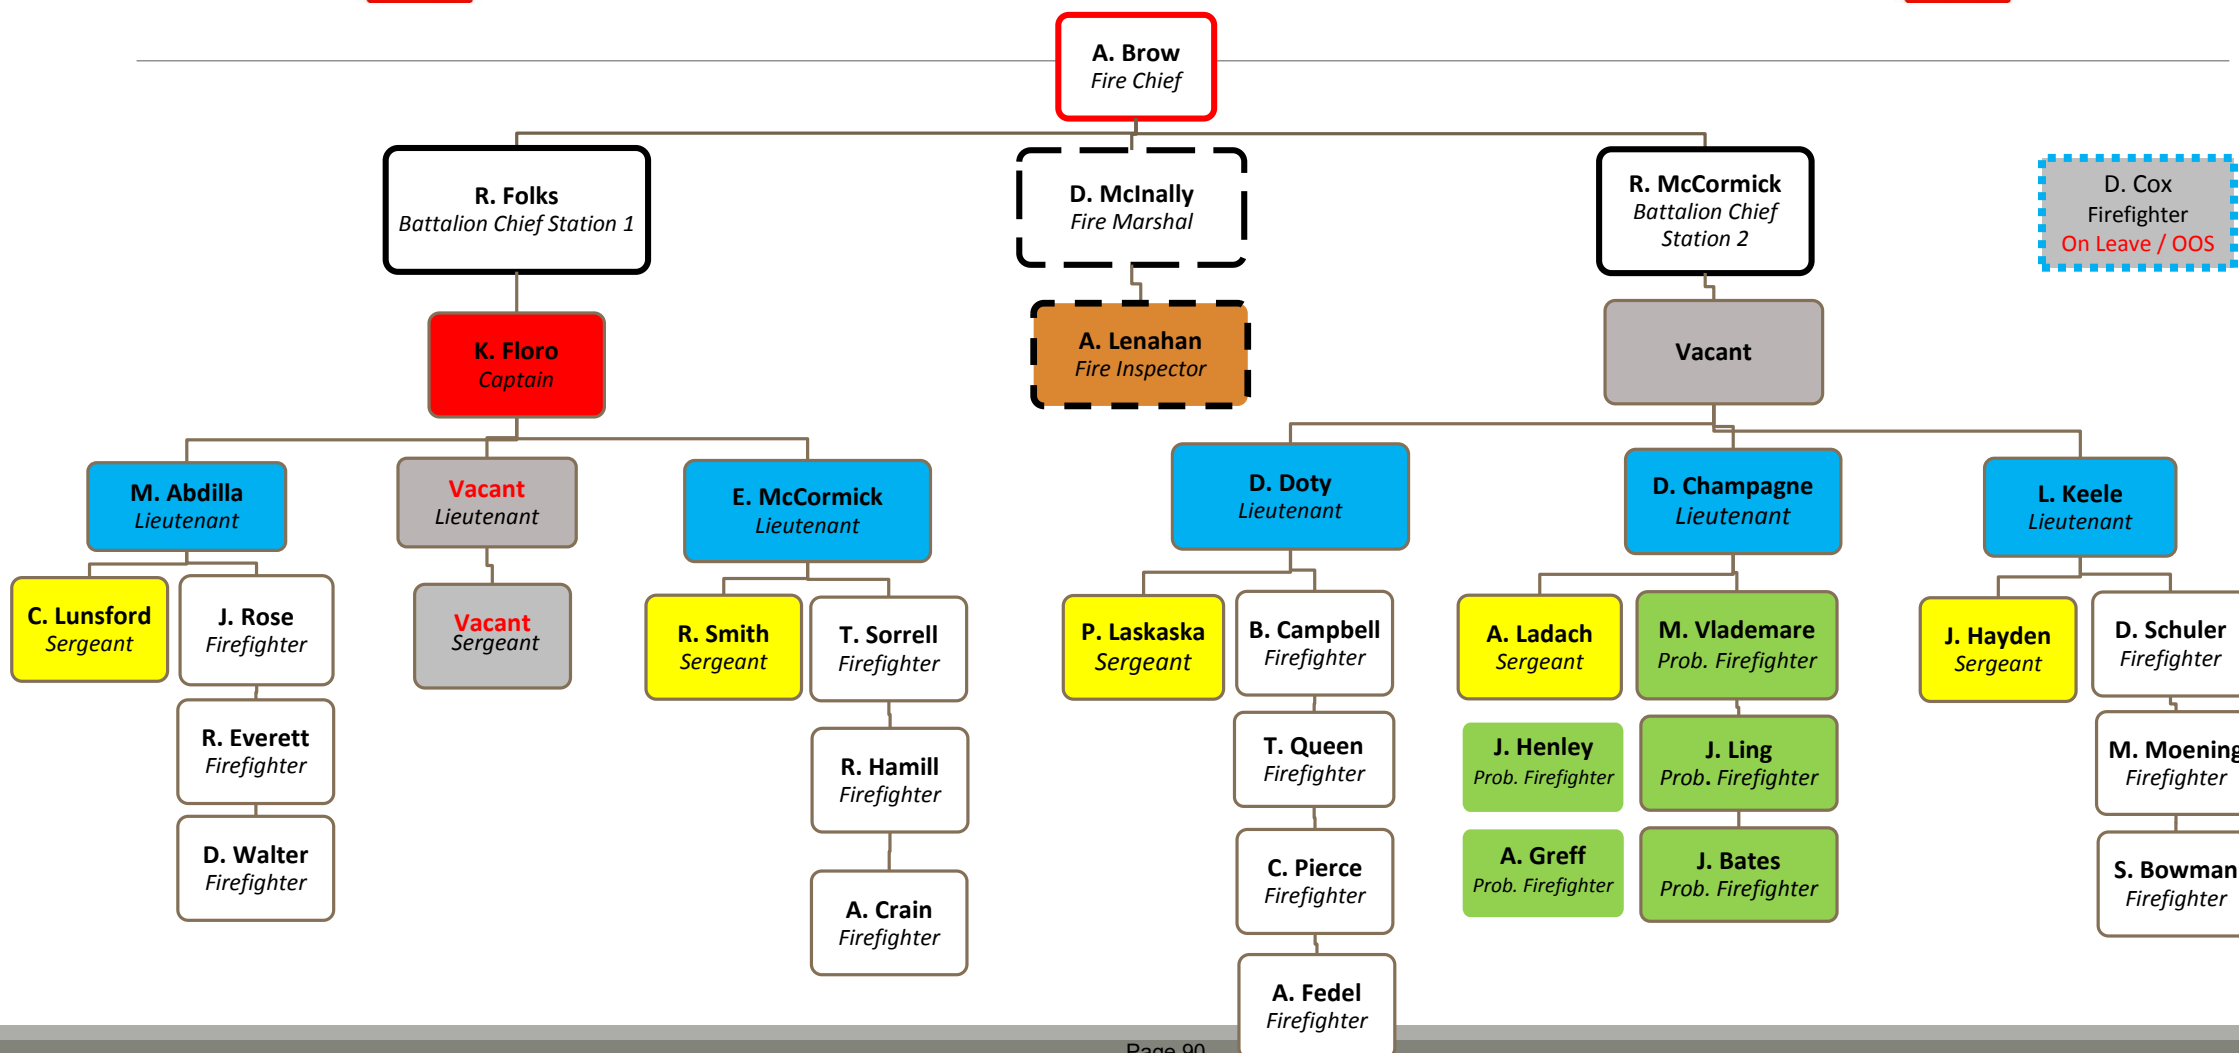 A. Brow
Fire Chief
R. Folks
Battalion Chief Station 1
D. McInally
Fire Marshal
R. McCormick
Battalion Chief
Station 2
D. Cox
Firefighter
On Leave / OOS
K. Floro
Captain
A. Lenahan
Fire Inspector
Vacant
M. Abdilla
Lieutenant
Vacant
Lieutenant
E. McCormick
Lieutenant
D. Doty
Lieutenant
D. Champagne
Lieutenant
L. Keele
Lieutenant
C. Lunsford
Sergeant
J. Rose
Firefighter
Vacant
Sergeant
R. Smith
Sergeant
T. Sorrell
Firefighter
P. Laskaska
Sergeant
B. Campbell
Firefighter
A. Ladach
Sergeant
M. Vlademare
Prob. Firefighter
J. Hayden
Sergeant
D. Schuler
Firefighter
R. Everett
Firefighter
R. Hamill
Firefighter
T. Queen
Firefighter
J. Henley
Prob. Firefighter
J. Ling
Prob. Firefighter
M. Moening
Firefighter
D. Walter
Firefighter
A. Crain
Firefighter
C. Pierce
Firefighter
A. Greff
Prob. Firefighter
J. Bates
Prob. Firefighter
S. Bowman
Firefighter
A. Fedel
Firefighter
Page 90